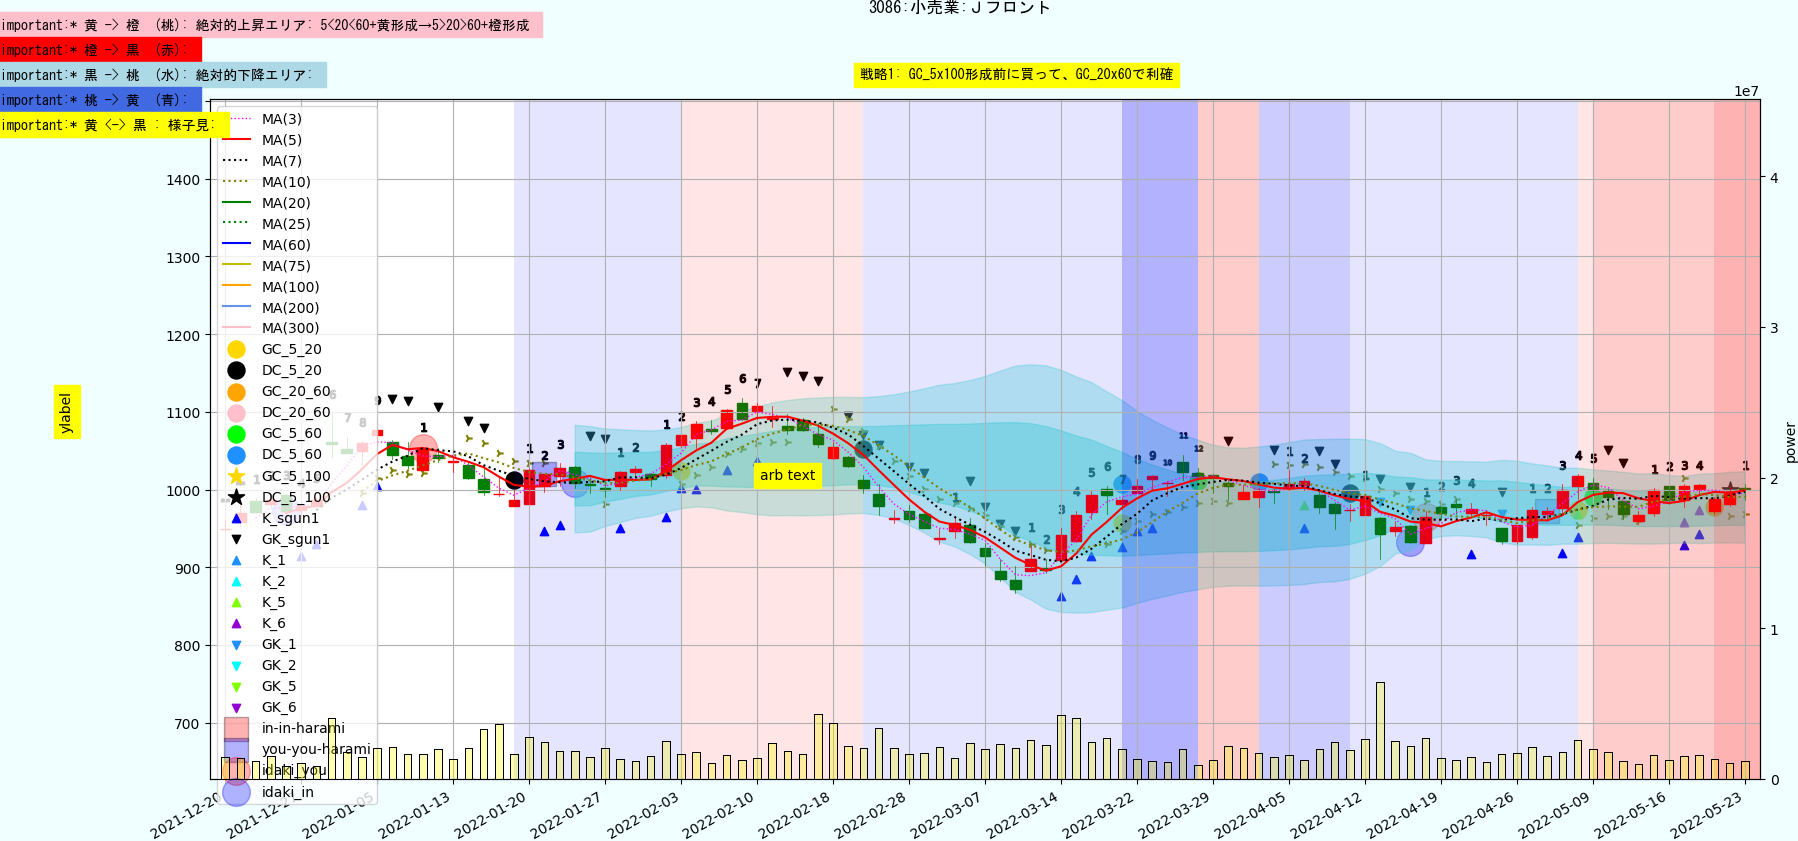 3086:小売業:Jフロント
important:* 黄 -> 橙 (桃): 絶対的上昇エリア: 5<20<60+黄形成→5>20>60+橙形成
important:* 橙 -> 黒 (赤):
important:* 黒 -> 桃 (水): 絶対的下降エリア:
戦略1: GC_5x100形成前に買って、GC_20x60で利確
important:* 桃 -> 黄 (青):
important:* 黄 <-> 黒 : 様子見:
1e7
MA(3)
MA(5)
MA(7)
MA(10)
MA(20)
MA(25)
MA(60)
MA(75)
MA(100)
MA(200)
MA(300)
GC_5_20
DC_5_20
GC_20_60
DC_20_60
GC_5_60
DC_5_60
GC_5_100
DC_5_100
K_sgun1
GK_sgun1
K_1
K_2
K_5
K_6
GK_1
GK_2
GK_5
GK_6
in-in-harami
you-you-harami
idaki_you
idaki_in
1400
1300
1200
1100
1000
900
800
700
ylabel
arb text
4
3
2
1
0
power
2022-01-05
2022-01-13
2022-01-20
2022-01-27
2022-02-03
2022-02-10
2022-02-18
2022-02-28
2022-03-07
2022-03-14
2022-03-22
2022-03-29
2022-04-05
2022-04-12
2022-04-19
2022-04-26
2022-05-09
2022-05-16
2022-05-23